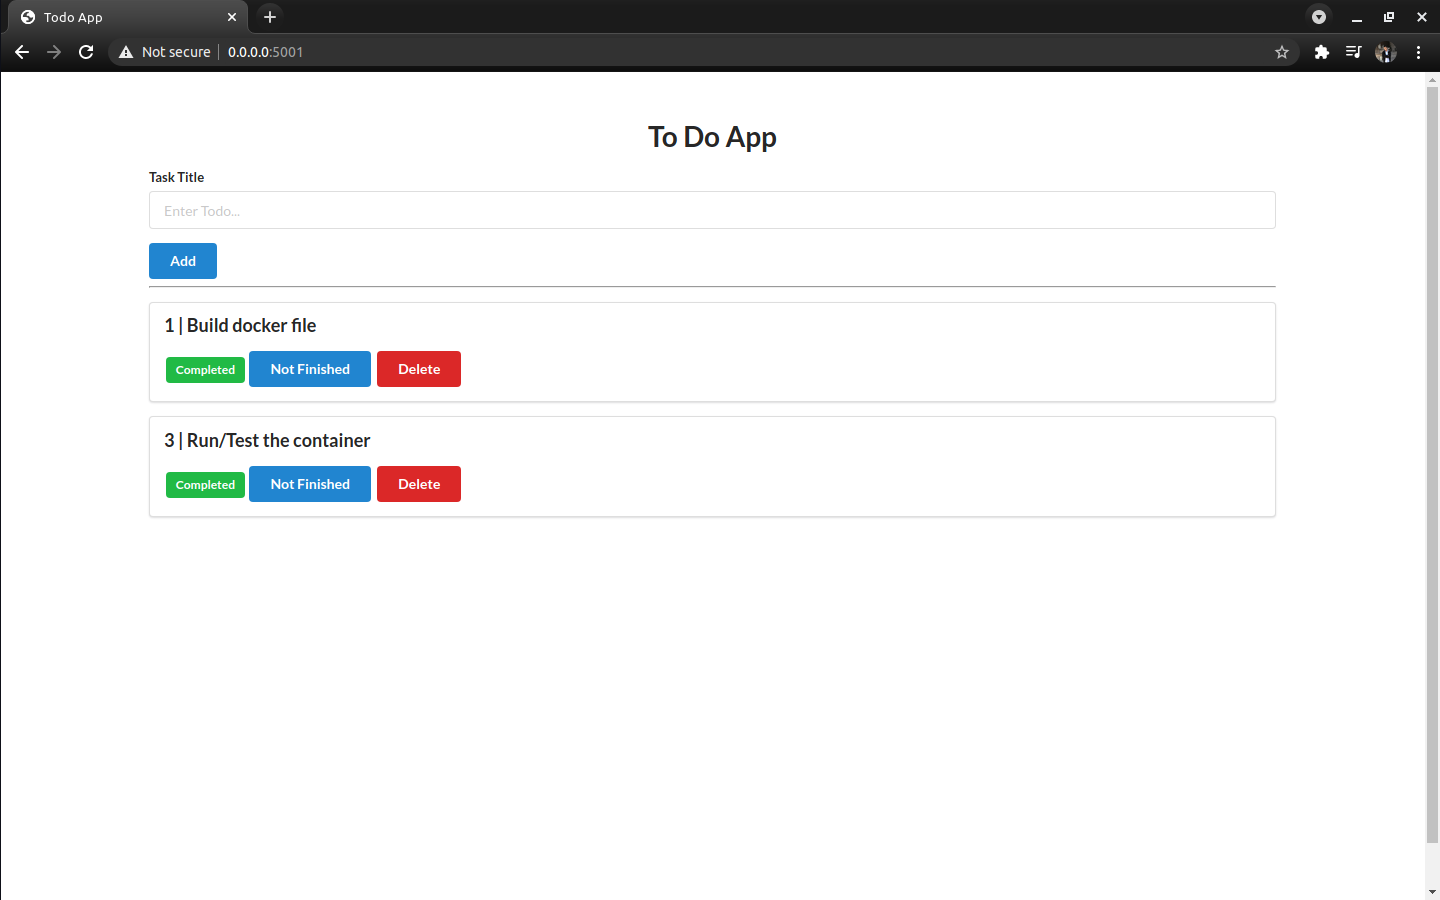 Todo App
Not secure | 0.0.0.0:5001
To Do App
Task Title
Enter Todo...
Add
1 | Build docker file
Completed Not Finished Delete
3 | Run/Test the container
Completed Not Finished Delete